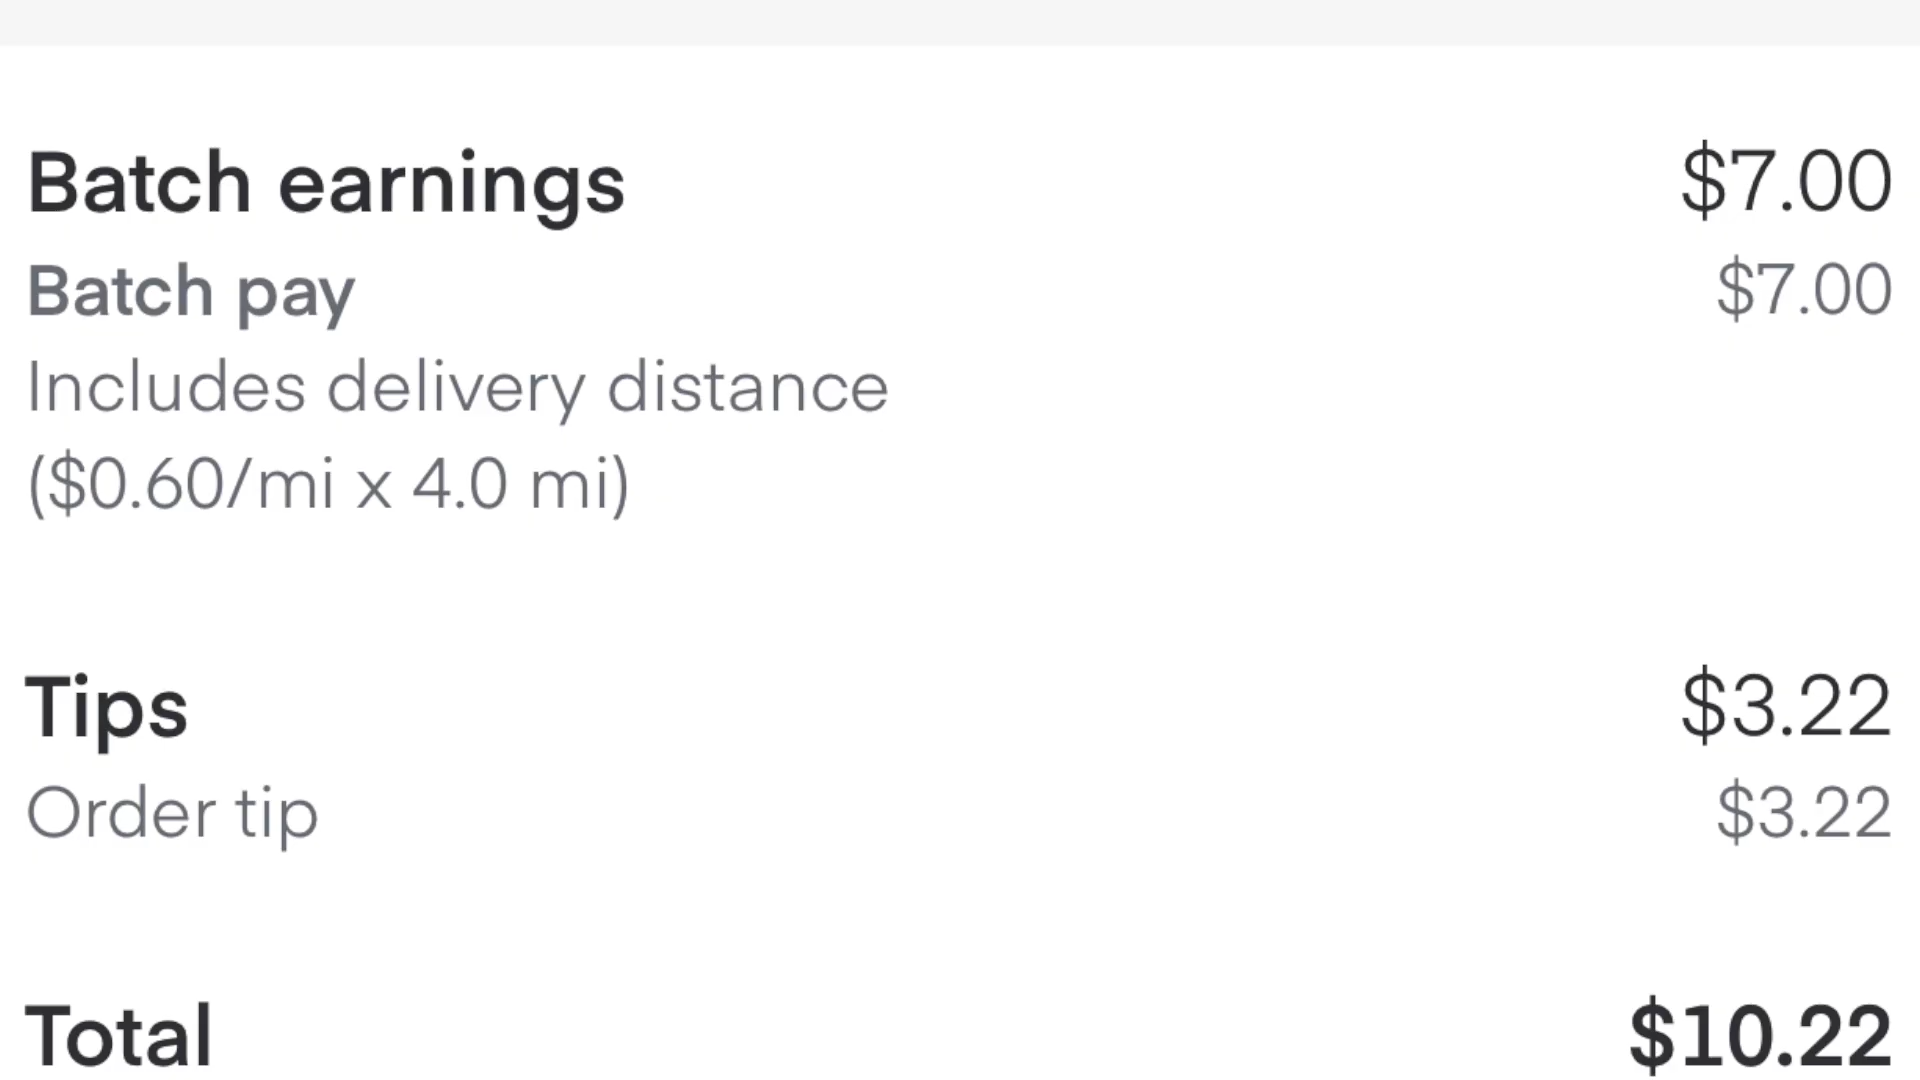 Batch earnings $7.00
Batch pay $7.00
Includes delivery distance
($0.60/mi x 4.0 mi)
Tips $3.22
Order tip $3.22
Total $10.22